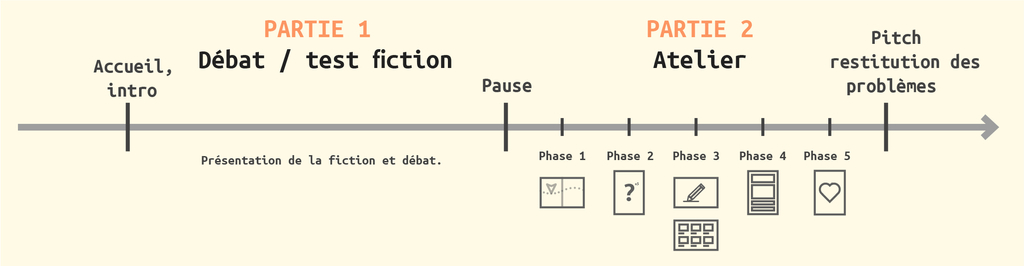 PARTIE 1
Débat / test fiction
PARTIE 2
Atelier
Accueil,
intro
Pause
Pitch
restitution des
problèmes
Présentation de la fiction et débat.
Phase 1
Phase 2
Phase 3
Phase 4
Phase 5
?